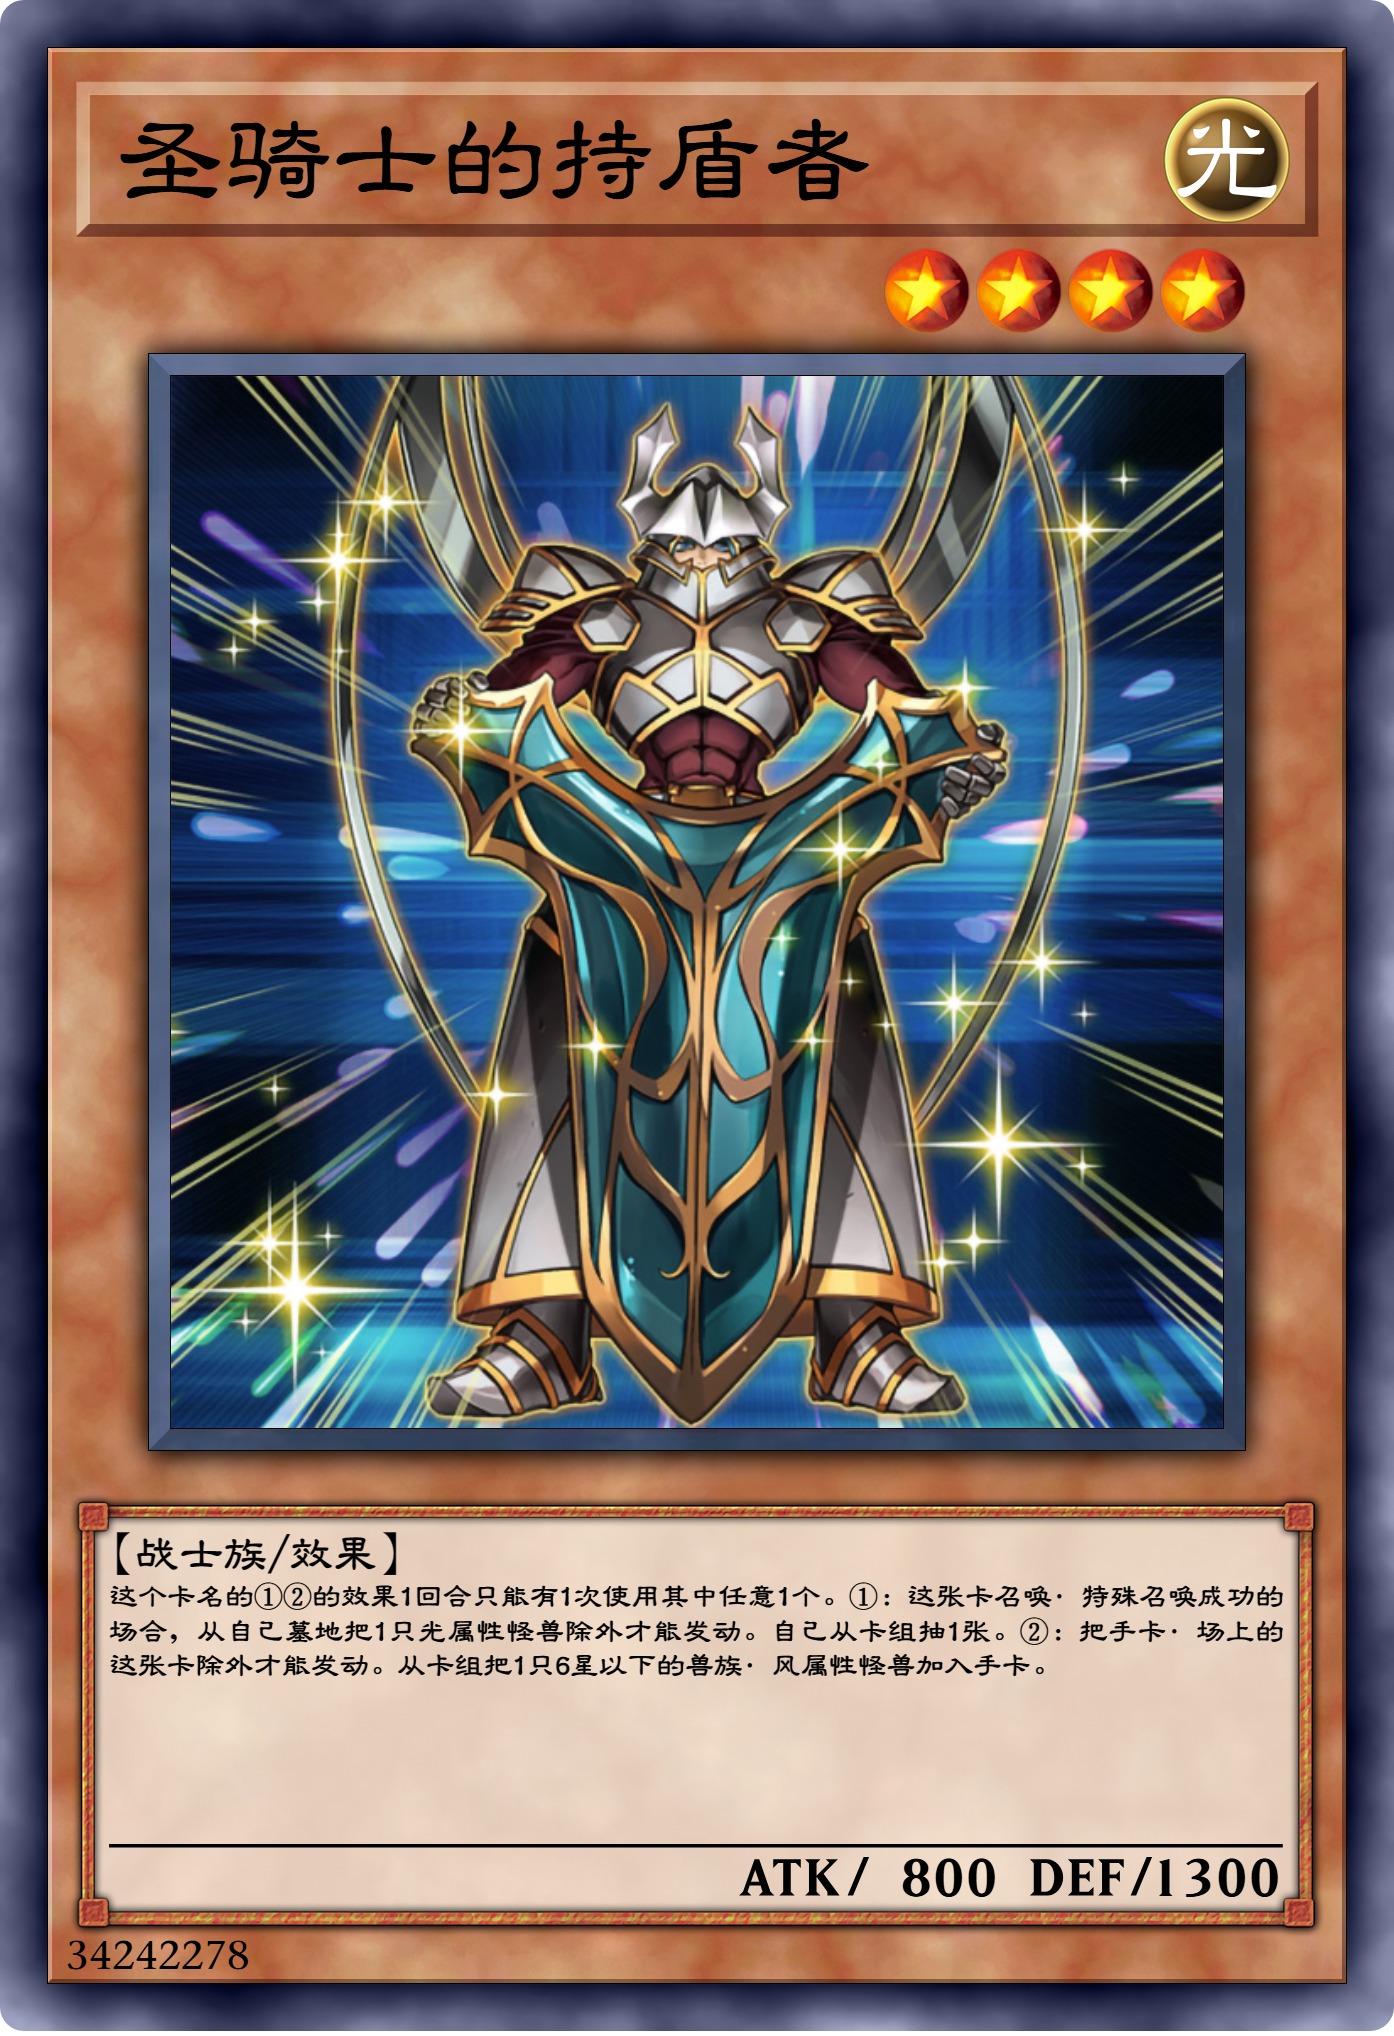 圣骑士的持盾者
光
【战士族/效果】
这个卡名的①②的效果1回合只能有1次使用其中任意1个。①：这张卡召唤·特殊召唤成功的
场合，从自己墓地把1只光属性怪兽除外才能发动。自己从卡组抽1张。②：把手卡·场上的
这张卡除外才能发动。从卡组把1只6星以下的兽族·风属性怪兽加入手卡。
ATK/ 800 DEF/1300
34242278